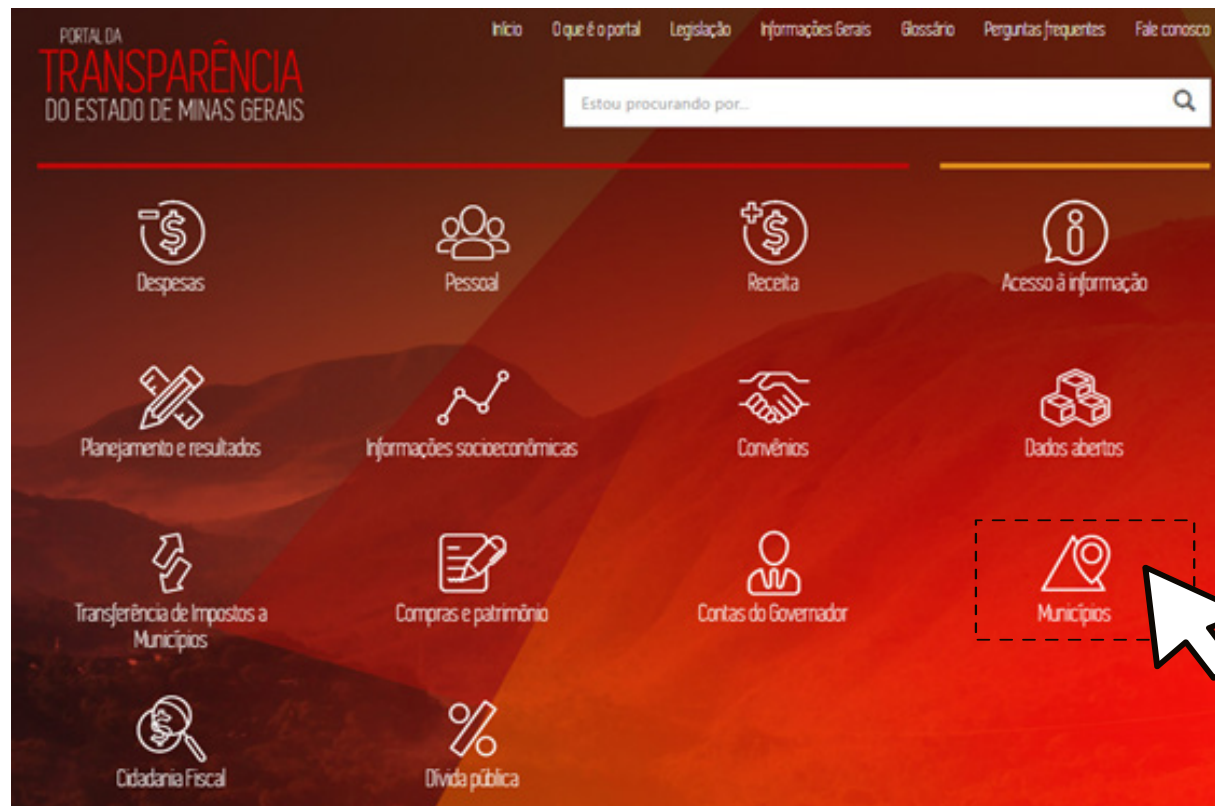 PORTAL DA
TRANSPARÊNCIA
DO ESTADO DE MINAS GERAIS
Início O que é o portal Legislação Informações Gerais Glossário Perguntas frequentes Fale conosco
Estou procurando por...
Despesas Pessoal Receita Acesso à informação
Planejamento e resultados Informações socioeconômicas Convênios Dados abertos
Transferência de Impostos a
Municípios
Compras e patrimônio Contas do Governador Municípios
Cidadania Fiscal Dívida pública